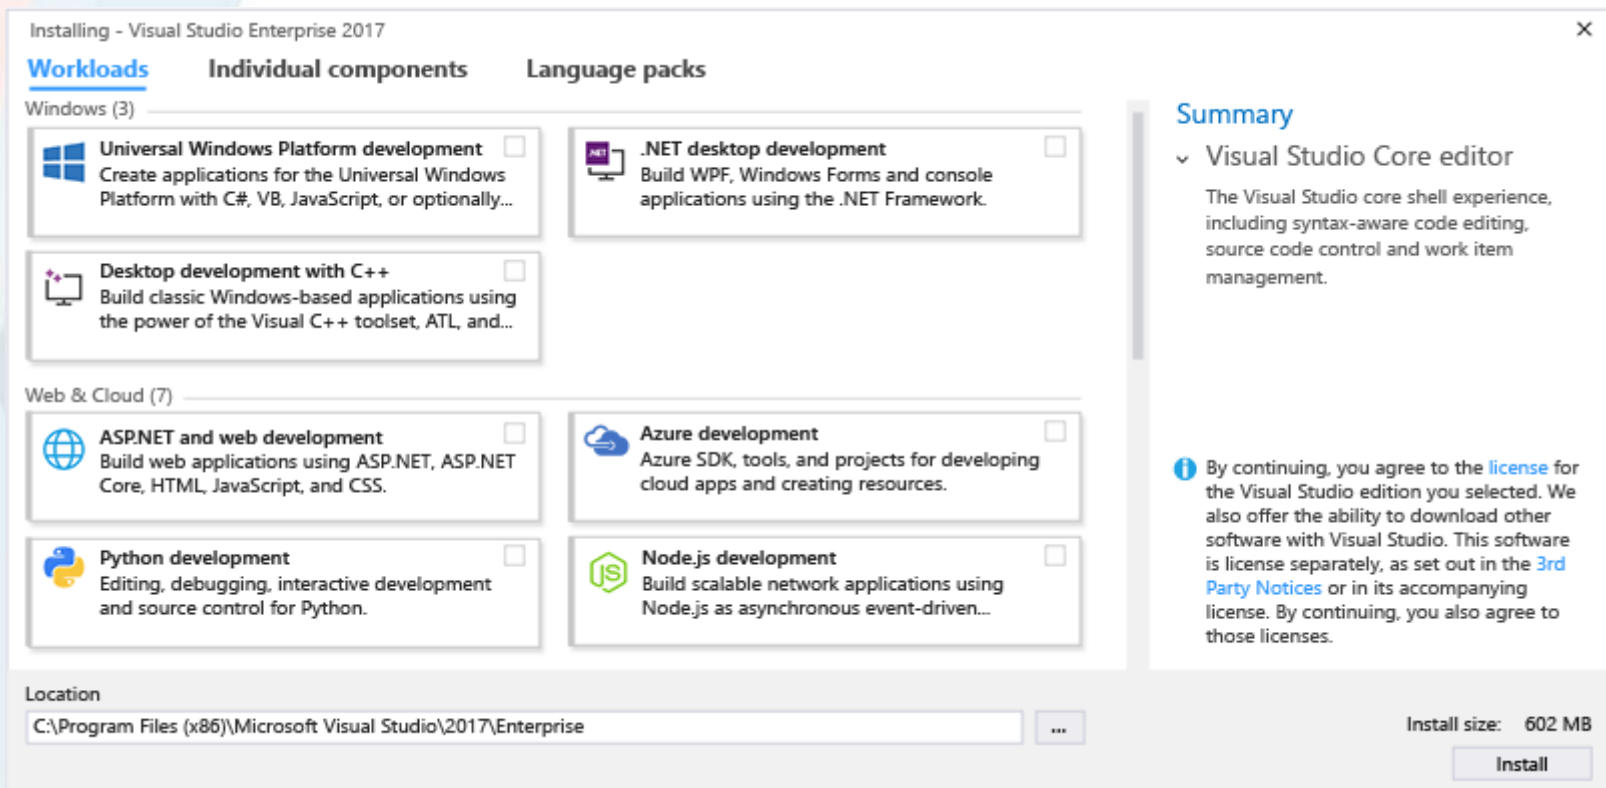 Installing - Visual Studio Enterprise 2017
Workloads
Individual components
Language packs
Windows (3)
Universal Windows Platform development
Create applications for the Universal Windows
Platform with C#, VB, JavaScript, or optionally...
.NET
.NET desktop development
Build WPF, Windows Forms and console
applications using the .NET Framework.
Desktop development with C++
Build classic Windows-based applications using
the power of the Visual C++ toolset, ATL, and...
Web & Cloud (7)
ASP.NET and web development
Build web applications using ASP.NET, ASP.NET
Core, HTML, JavaScript, and CSS.
Azure development
Azure SDK, tools, and projects for developing
cloud apps and creating resources.
Python development
Editing, debugging, interactive development
and source control for Python.
JS
Node.js development
Build scalable network applications using
Node.js as asynchronous event-driven...
Summary
Visual Studio Core editor
The Visual Studio core shell experience,
including syntax-aware code editing,
source code control and work item
management.
By continuing, you agree to the license for
the Visual Studio edition you selected. We
also offer the ability to download other
software with Visual Studio. This software
is license separately, as set out in the 3rd
Party Notices or in its accompanying
license. By continuing, you also agree to
those licenses.
Location
C:\Program Files (x86)\Microsoft Visual Studio\2017\Enterprise
...
Install size: 602 MB
Install